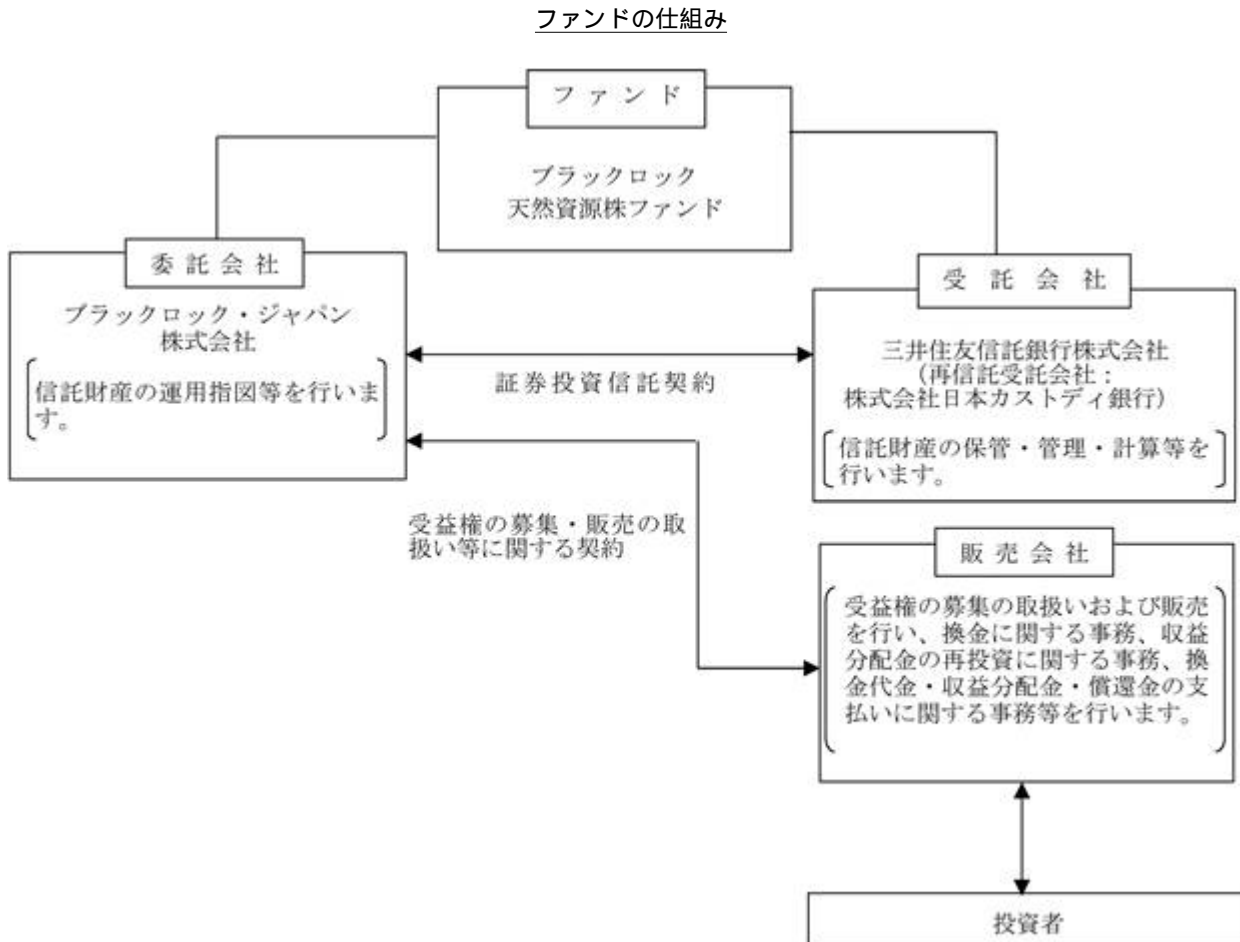 ファンドの仕組み
ファンド
ブラックロック
天然資源株ファンド
委託会社
ブラックロック・ジャパン
株式会社
信託財産の運用指図等を行いま
す。
証券投資信託契約
受託会社
三井住友信託銀行株式会社
(再信託受託会社:
株式会社日本カストディ銀行)
信託財産の保管・管理・計算等を
行います。
受益権の募集・販売の取
扱い等に関する契約
販売会社
受益権の募集の取扱いおよび販売
を行い、換金に関する事務、収益
分配金の再投資に関する事務、換
金代金・収益分配金・償還金の支
払いに関する事務等を行います。
投資者